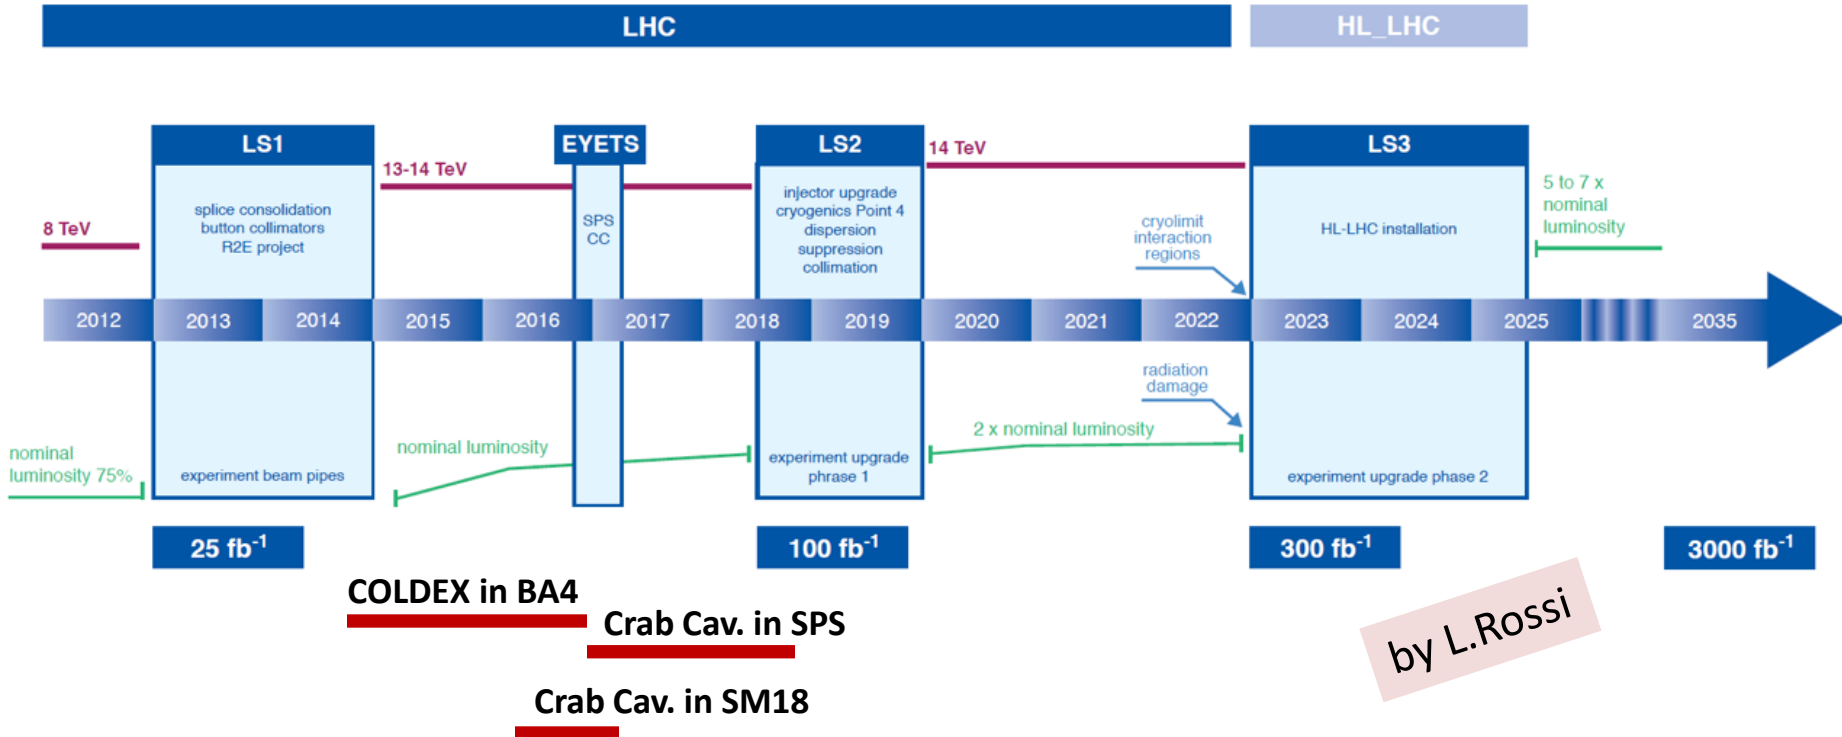 LHC
HL_LHC
LS1
EYETS
LS2
14 TeV
LS3
13-14 TeV
8 TeV
splice consolidation
button collimators
R2E project
SPS
CC
injector upgrade
cryogenics Point 4
dispersion
suppression
collimation
cryolimit
interaction
regions
HL-LHC installation
5 to 7 x
nominal
luminosity
2012
2013
2014
2015
2016
2017
2018
2019
2020
2021
2022
2023
2024
2025
2035
radiation
damage
nominal
luminosity 75%
experiment beam pipes
nominal luminosity
experiment upgrade
phrase 1
2 x nominal luminosity
experiment upgrade phase 2
25 fb⁻¹
100 fb⁻¹
300 fb⁻¹
3000 fb⁻¹
COLDEX in BA4
Crab Cav. in SPS
Crab Cav. in SM18
by L.Rossi